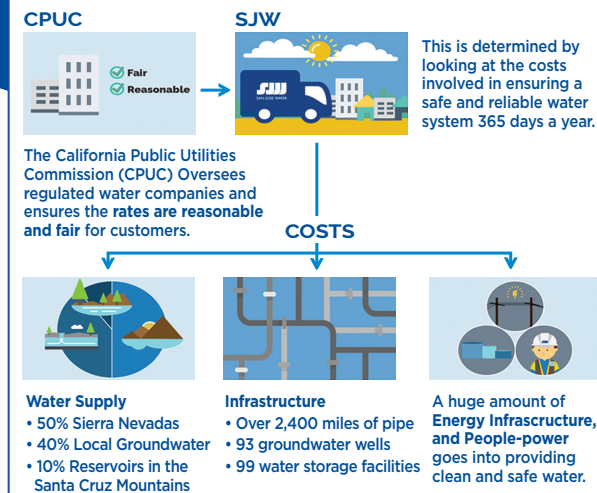 CPUC
Fair
Reasonable
The California Public Utilities
Commission (CPUC) Oversees
regulated water companies and
ensures the rates are reasonable
and fair for customers.
SJW
SJW
SAN JOSE WATER
This is determined by
looking at the costs
involved in ensuring a
safe and reliable water
system 365 days a year.
COSTS
Water Supply
• 50% Sierra Nevadas
• 40% Local Groundwater
• 10% Reservoirs in the
Santa Cruz Mountains
Infrastructure
• Over 2,400 miles of pipe
• 93 groundwater wells
• 99 water storage facilities
A huge amount of
Energy Infrascructure,
and People-power
goes into providing
clean and safe water.